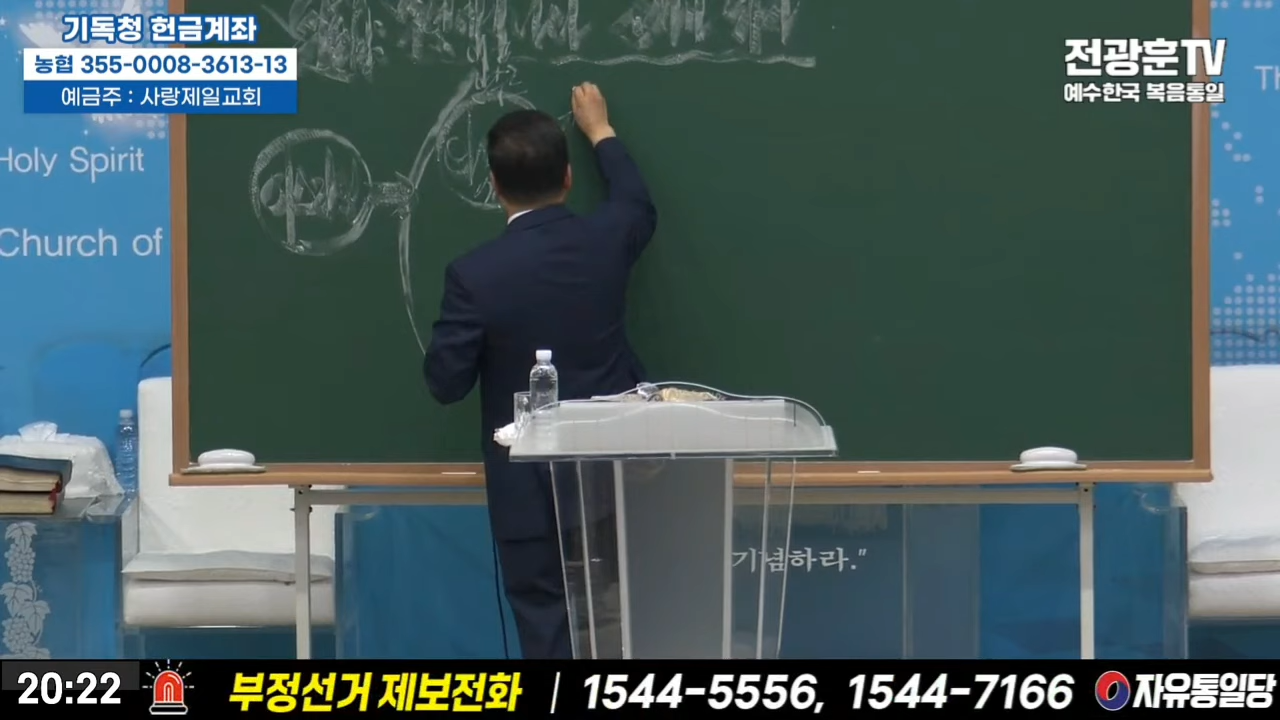 기독청 헌금계좌
농협 355-0008-3613-13
예금주 : 사랑제일교회
전광훈TV
예수한국 복음통일
Th
Holy Spirit
Church of
기념하라."
20:22
부정선거 제보전화 | 1544-5556, 1544-7166 자유통일당